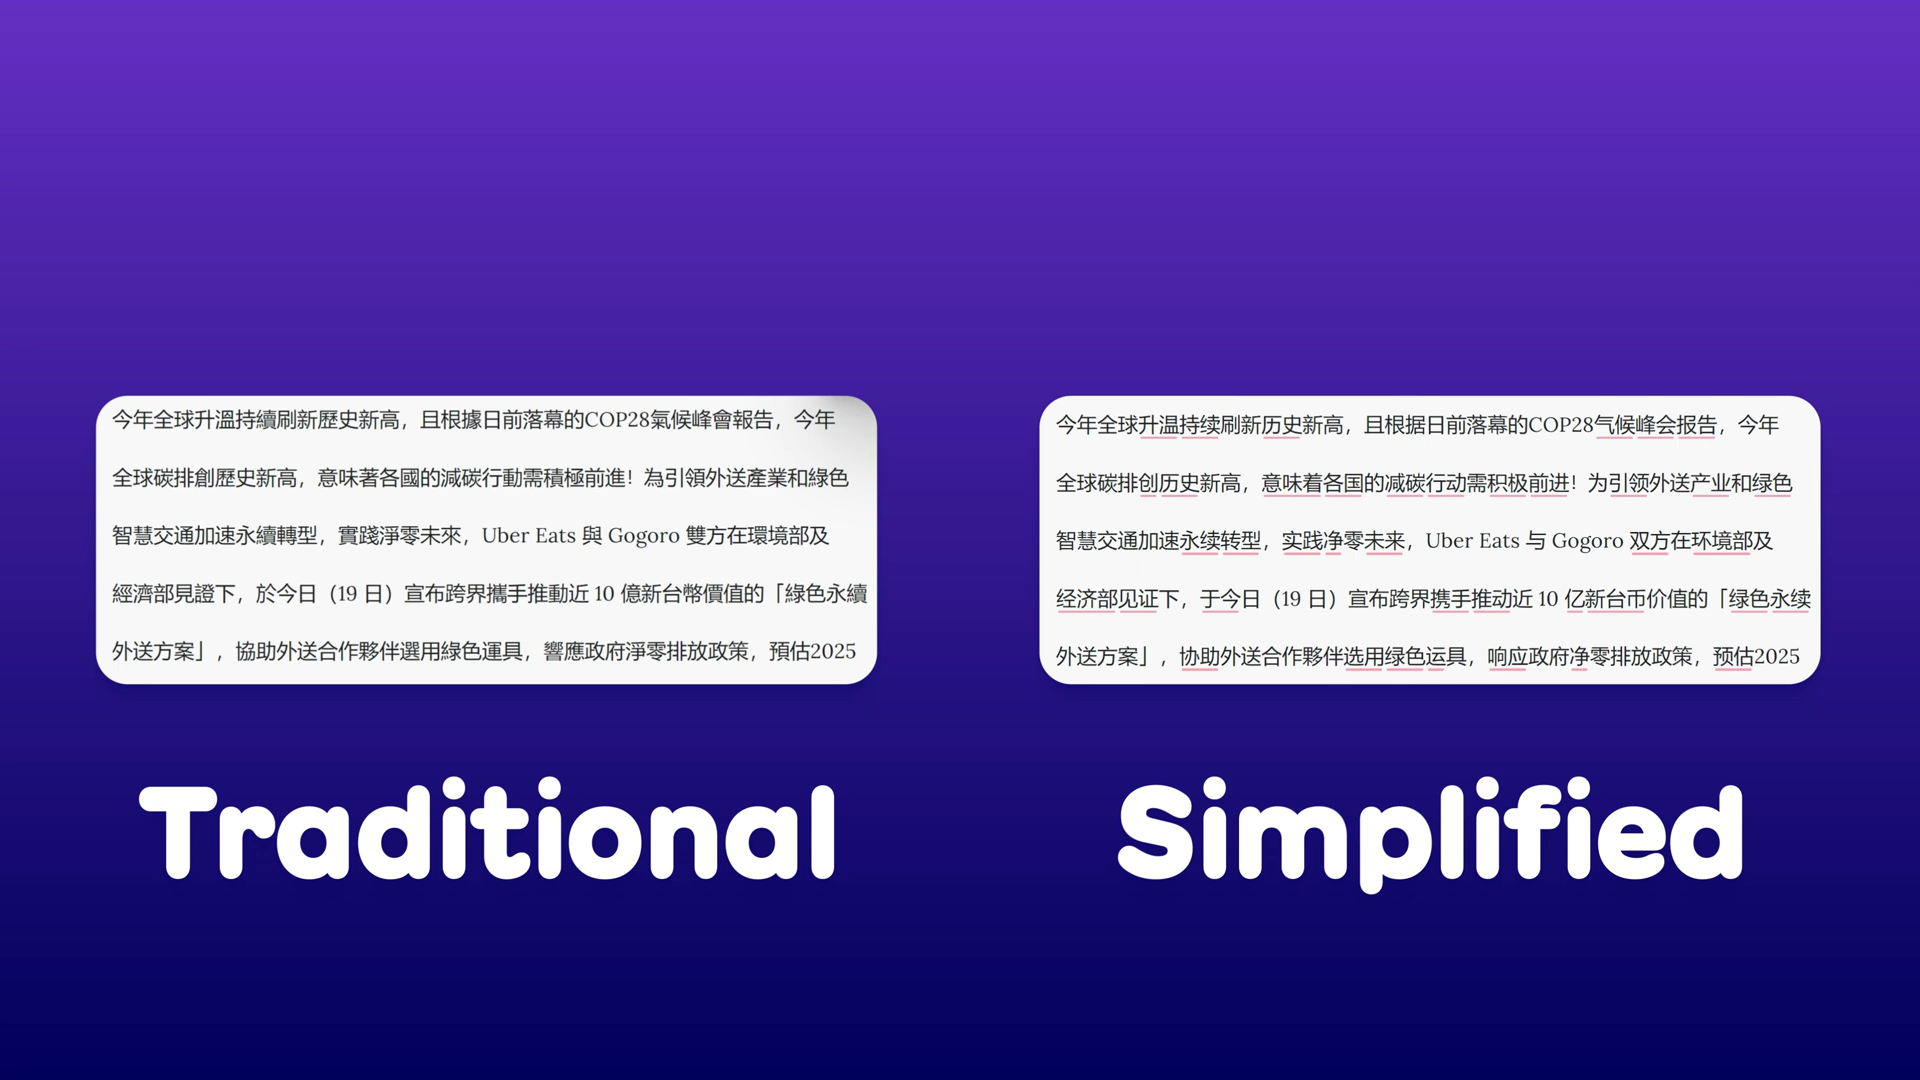 今年全球升溫持續刷新歷史新高，且根據日前落幕的COP28氣候峰會報告，今年
全球碳排創歷史新高，意味著各國的減碳行動需積極前進！為引領外送產業和綠色
智慧交通加速永續轉型，實踐淨零未來，Uber Eats 與 Gogoro 雙方在環境部及
經濟部見證下，於今日（19 日）宣布跨界攜手推動近 10 億新台幣價值的「綠色永續
外送方案」，協助外送合作夥伴選用綠色運具，響應政府淨零排放政策，預估2025
Traditional
今年全球升温持续刷新历史新高，且根据日前落幕的COP28气候峰会报告，今年
全球碳排创历史新高，意味着各国的减碳行动需积极前进！为引领外送产业和绿色
智慧交通加速永续转型，实践净零未来，Uber Eats 与 Gogoro 双方在环境部及
经济部见证下，于今日（19 日）宣布跨界携手推动近 10 亿新台币价值的「绿色永续
外送方案」，协助外送合作夥伴选用绿色运具，响应政府净零排放政策，预估2025
Simplified